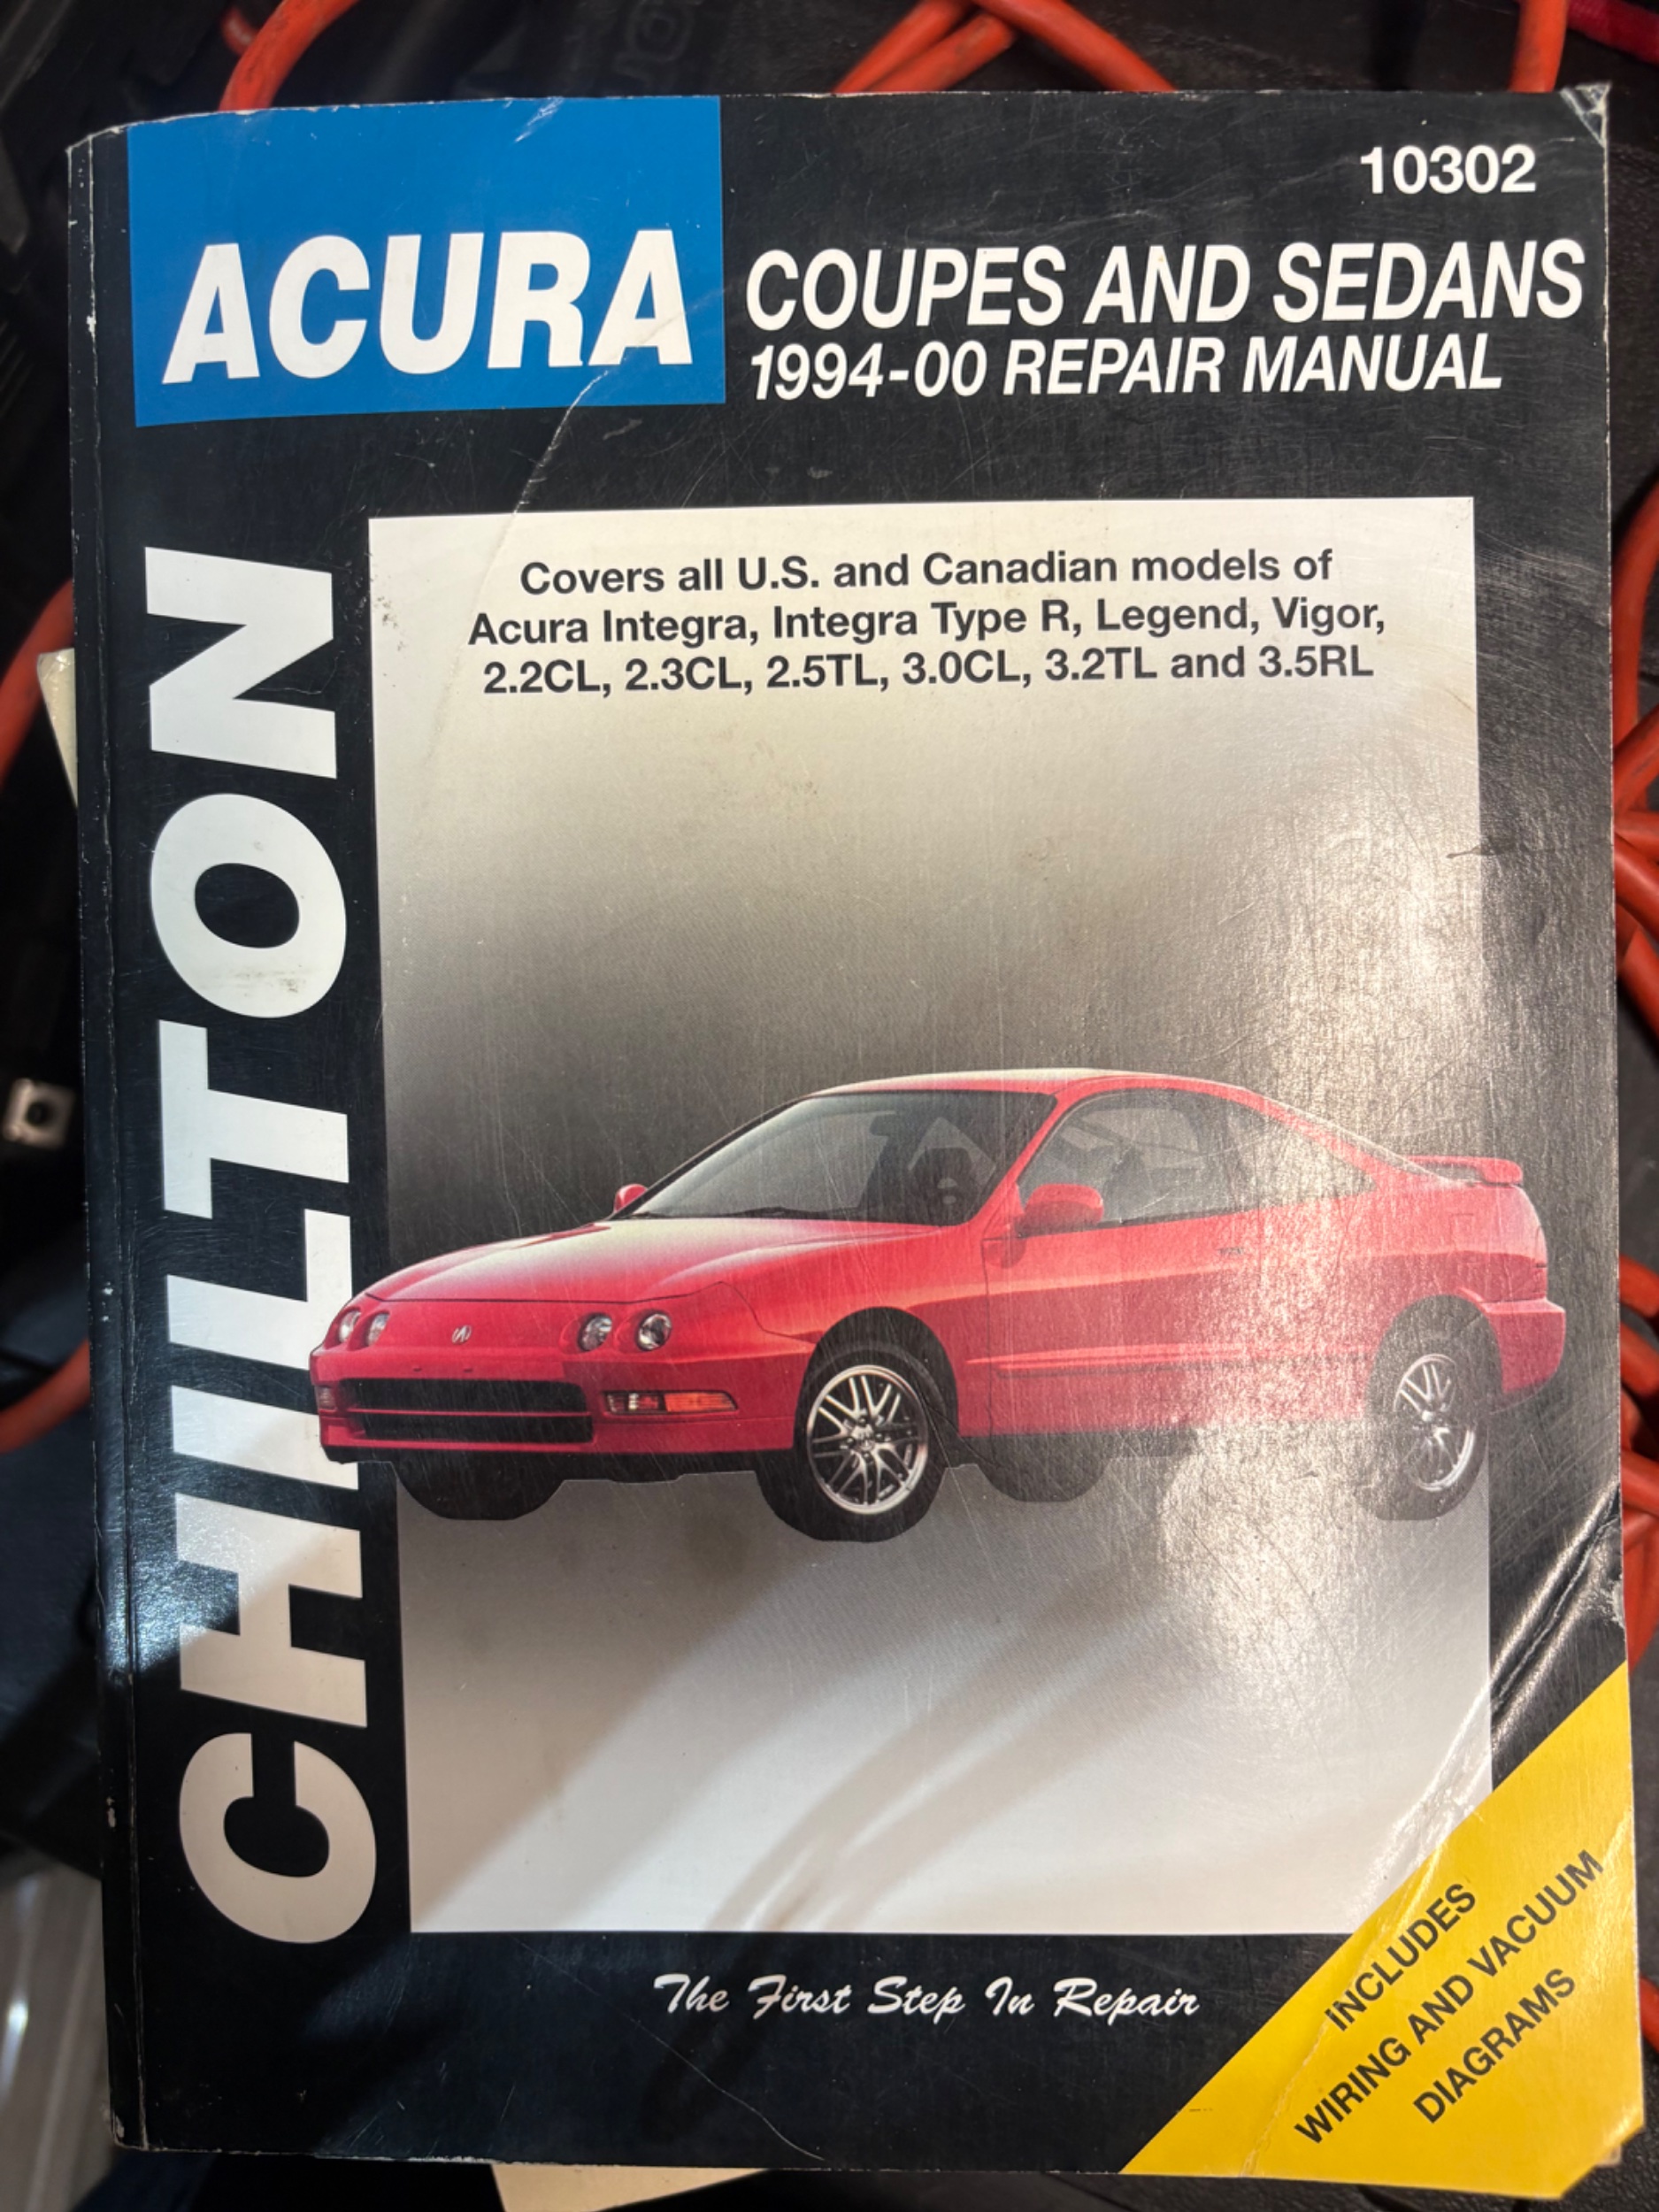 10302
ACURA
COUPES AND SEDANS
1994-00 REPAIR MANUAL
Covers all U.S. and Canadian models of
Acura Integra, Integra Type R, Legend, Vigor,
2.2CL, 2.3CL, 2.5TL, 3.0CL, 3.2TL and 3.5RL
CHILTON
The First Step In Repair
INCLUDES
WIRING AND VACUUM
DIAGRAMS